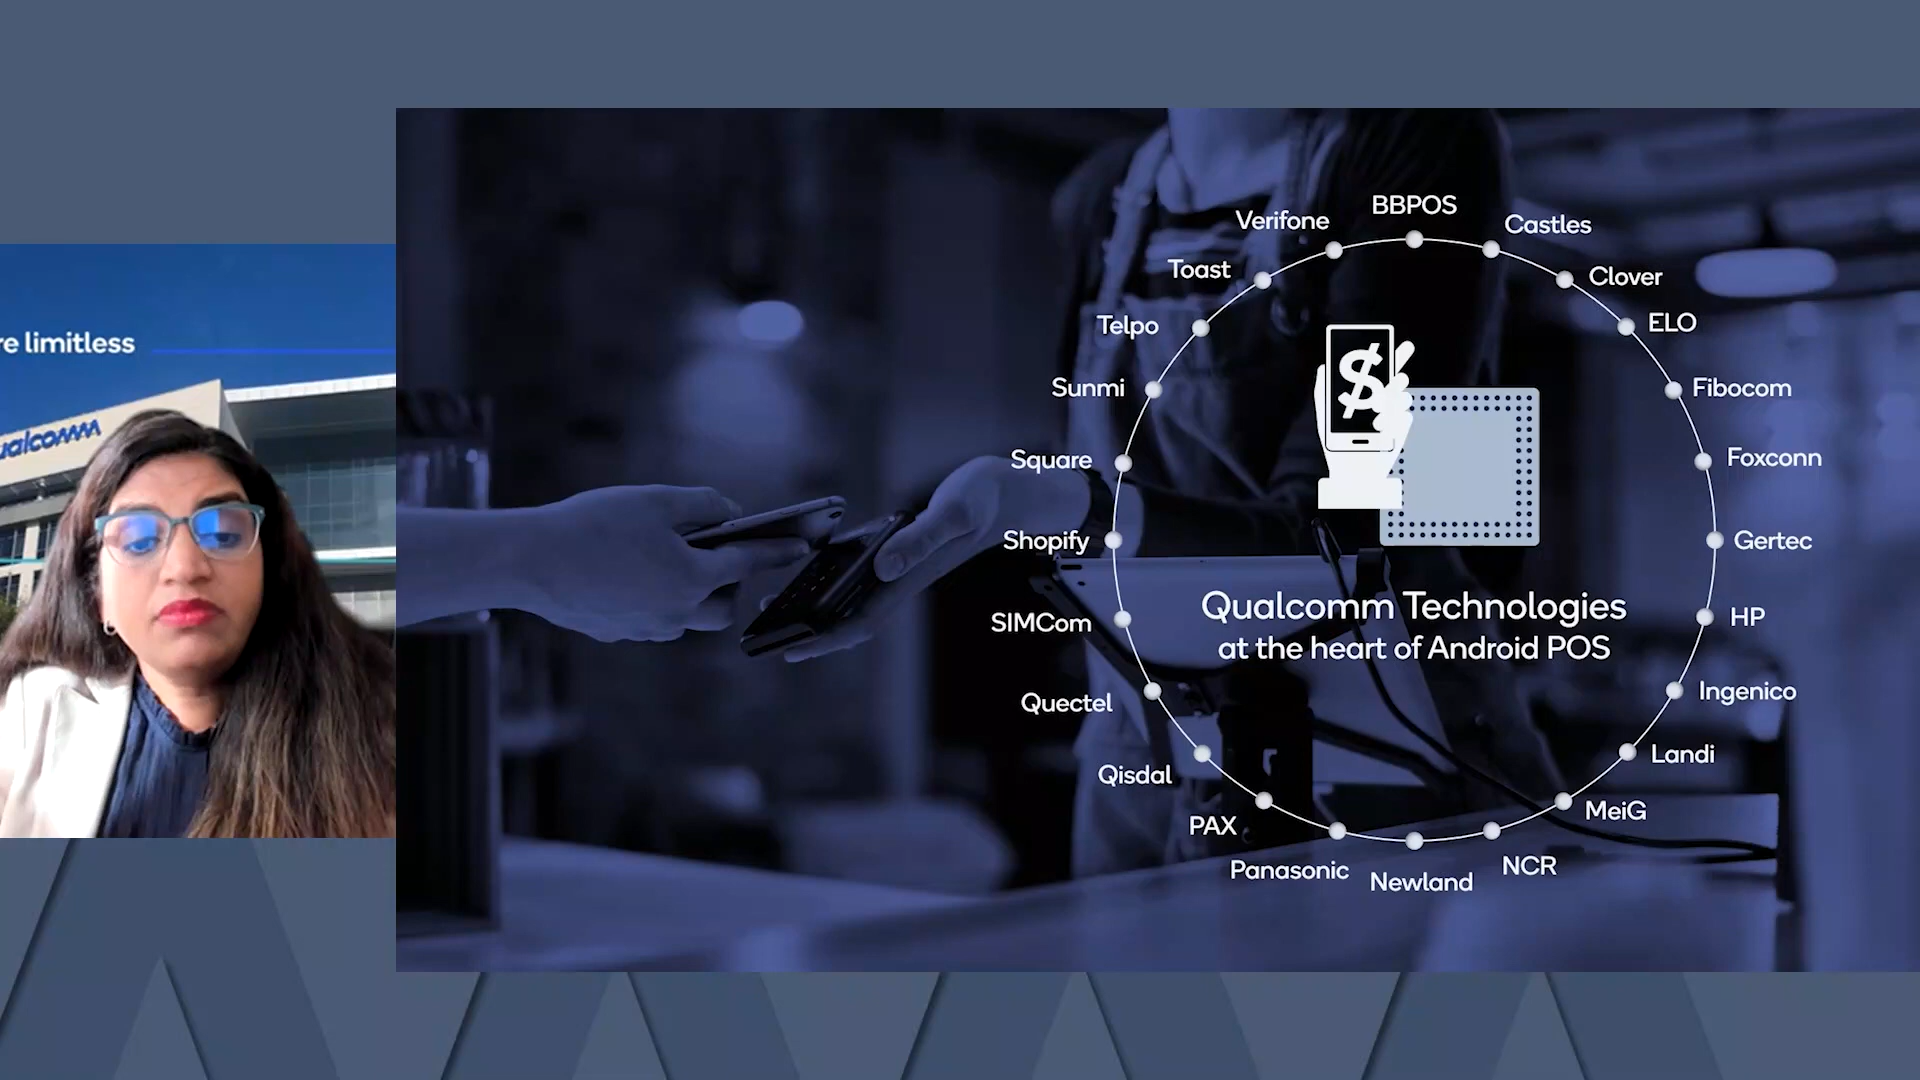 re limitless
ualcomm
BBPOS
Verifone
Castles
Toast
Clover
Telpo
ELO
Sunmi
Fibocom
Square
Foxconn
Shopify
Gertec
SIMCom
HP
Quectel
Ingenico
Qisdal
Landi
PAX
MeiG
Panasonic
Newland
NCR
$
Qualcomm Technologies
at the heart of Android POS